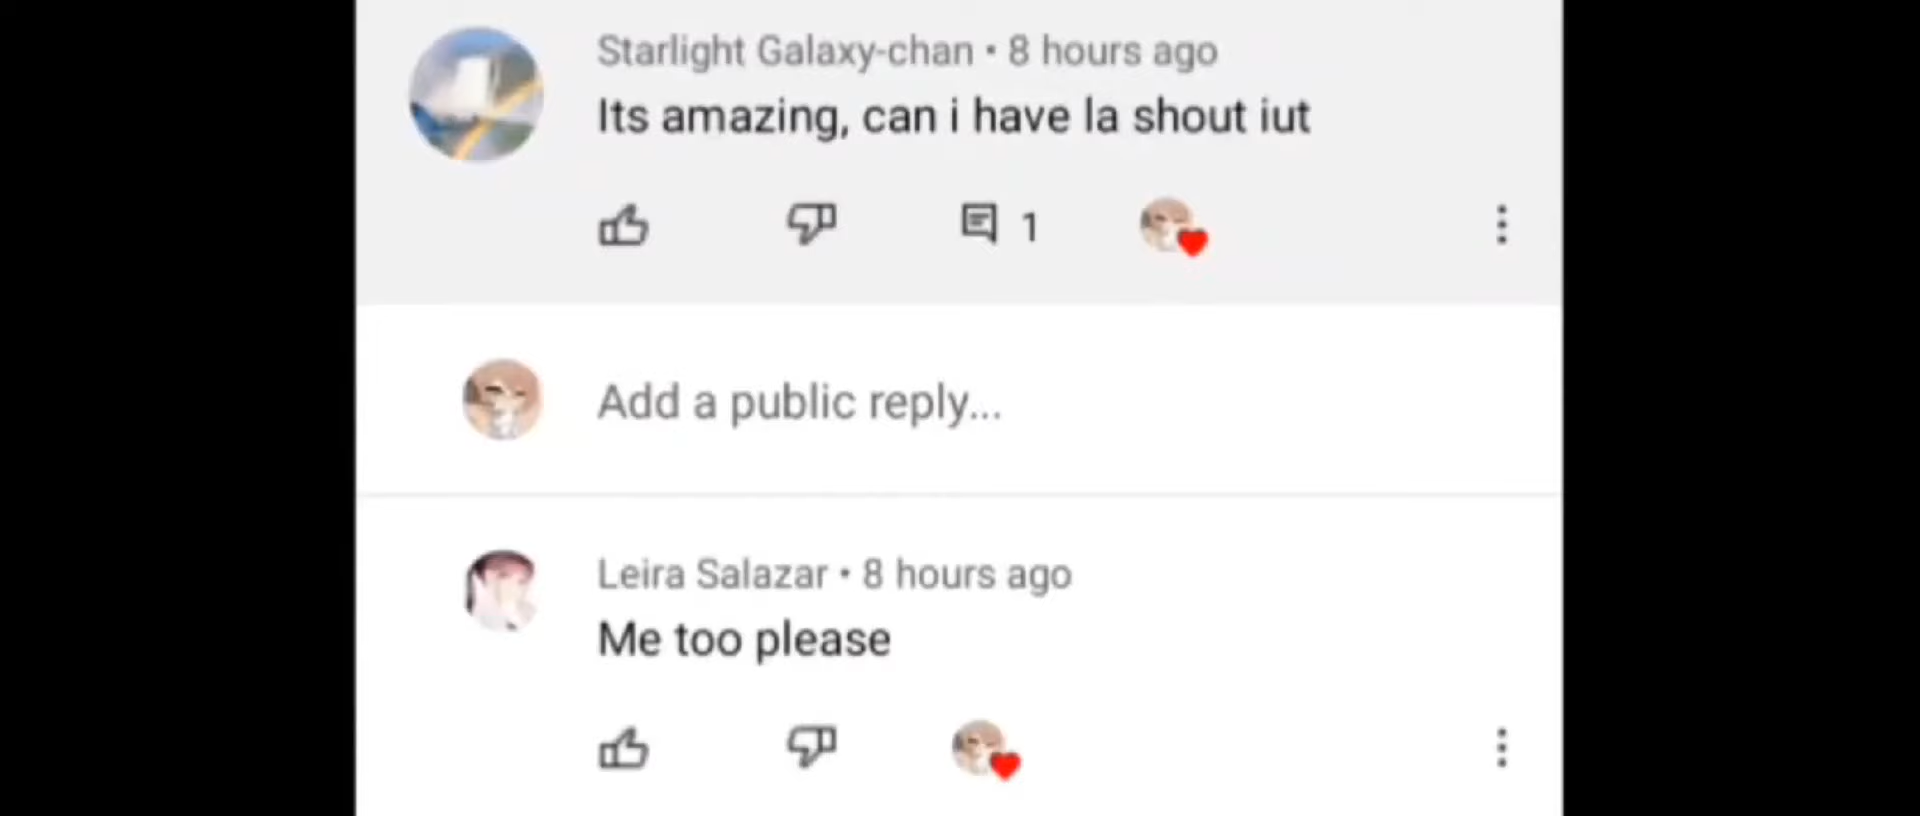 Starlight Galaxy-chan • 8 hours ago
Its amazing, can i have la shout iut
1
Add a public reply...
Leira Salazar • 8 hours ago
Me too please